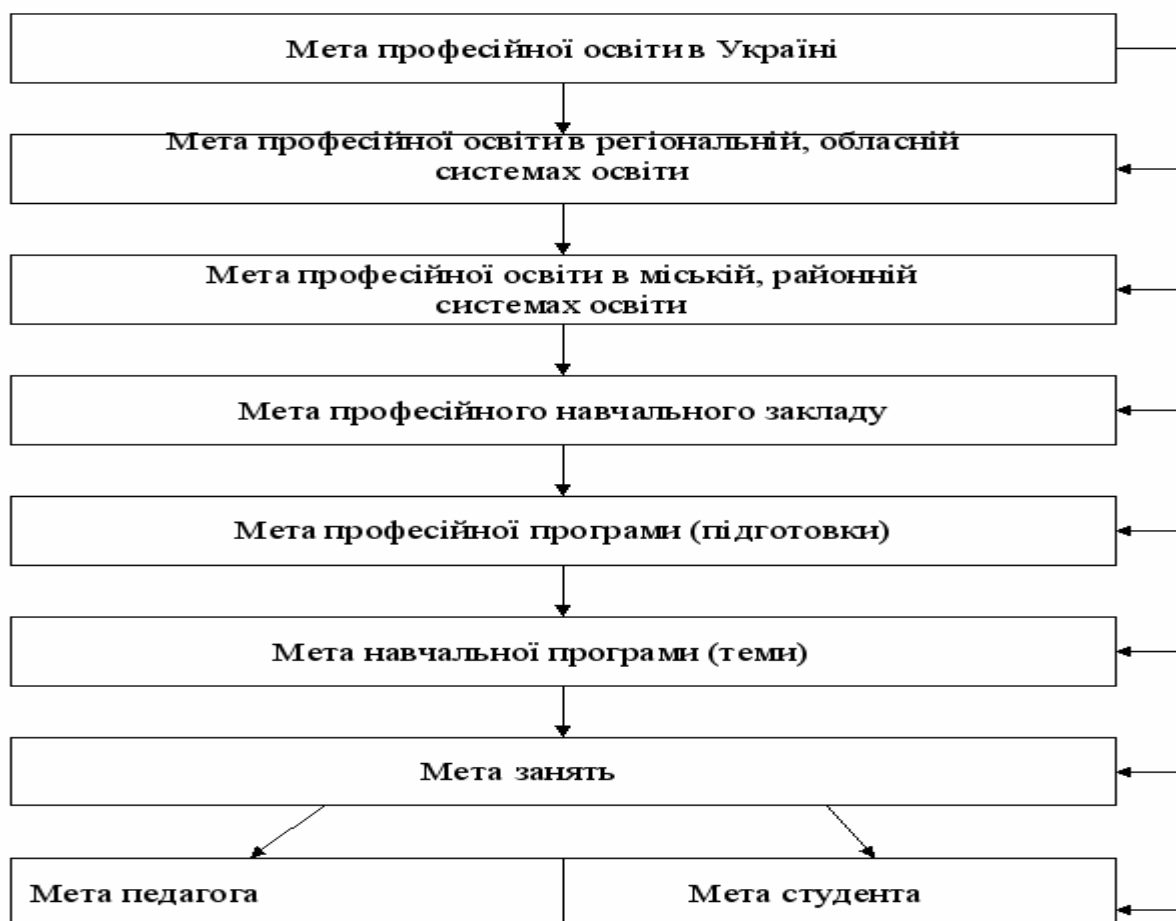 Мета професійної освіти в Україні
Мета професійної освіти в регіональній, обласній
системах освіти
Мета професійної освіти в міській, районній
системах освіти
Мета професійного навчального закладу
Мета професійної програми (підготовки)
Мета навчальної програми (теми)
Мета занять
Мета педагога
Мета студента